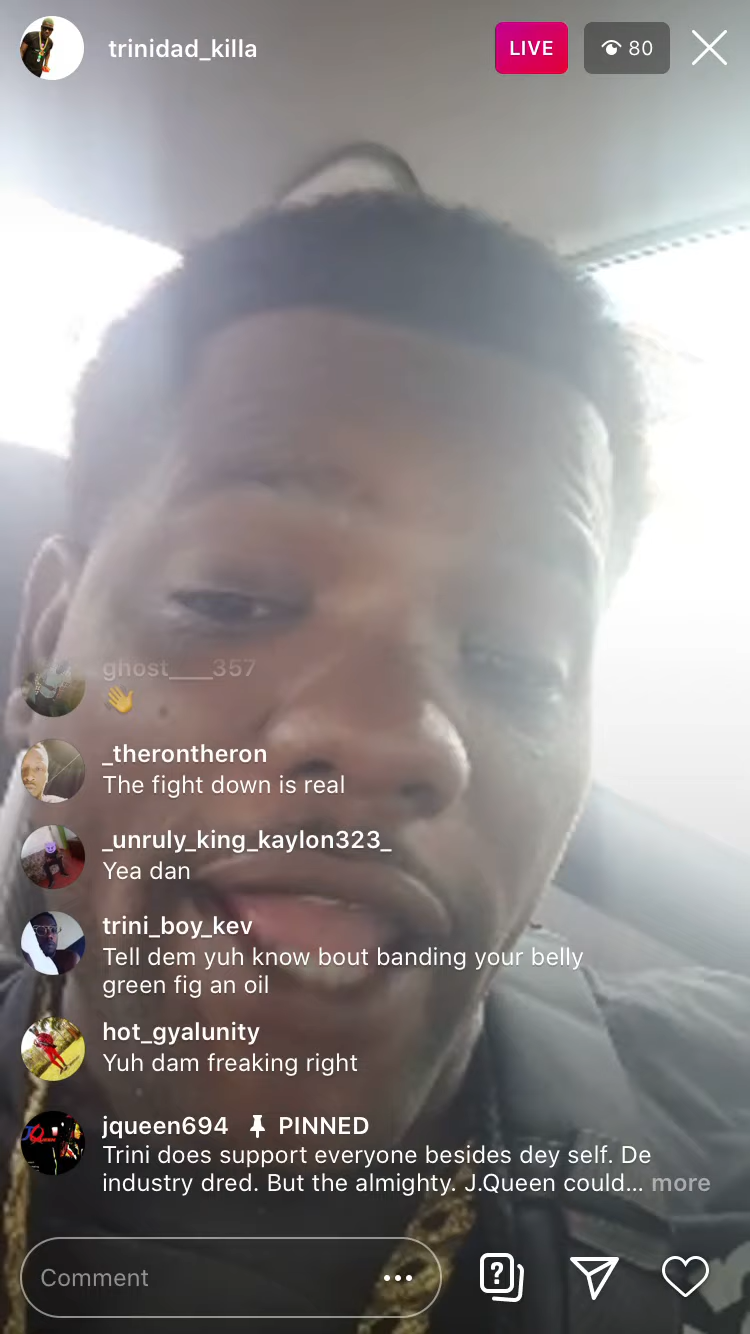 trinidad_killa
LIVE
80
ghost____357
👋
_therontheron
The fight down is real
_unruly_king_kaylon323_
Yea dan
trini_boy_kev
Tell dem yuh know bout banding your belly
green fig an oil
hot_gyalunity
Yuh dam freaking right
jqueen694 PINNED
Trini does support everyone besides dey self. De
industry dred. But the almighty. J.Queen could... more
Comment